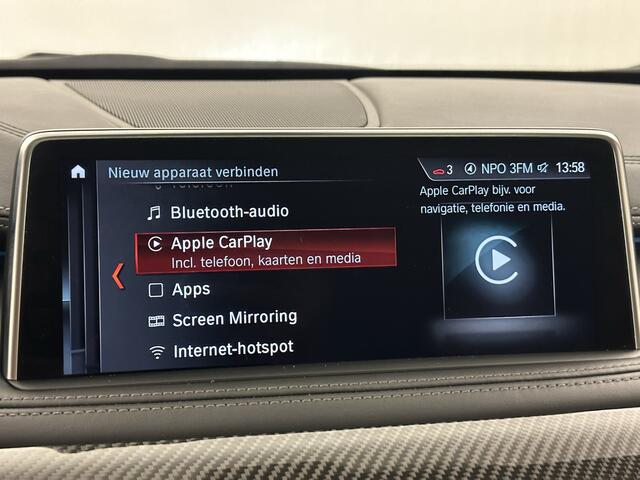 Nieuw apparaat verbinden
3 NPO 3FM 13:58
Bluetooth-audio
Apple CarPlay
Incl. telefoon, kaarten en media
Apps
Screen Mirroring
Internet-hotspot
Apple CarPlay bijv. voor
navigatie, telefonie en media.